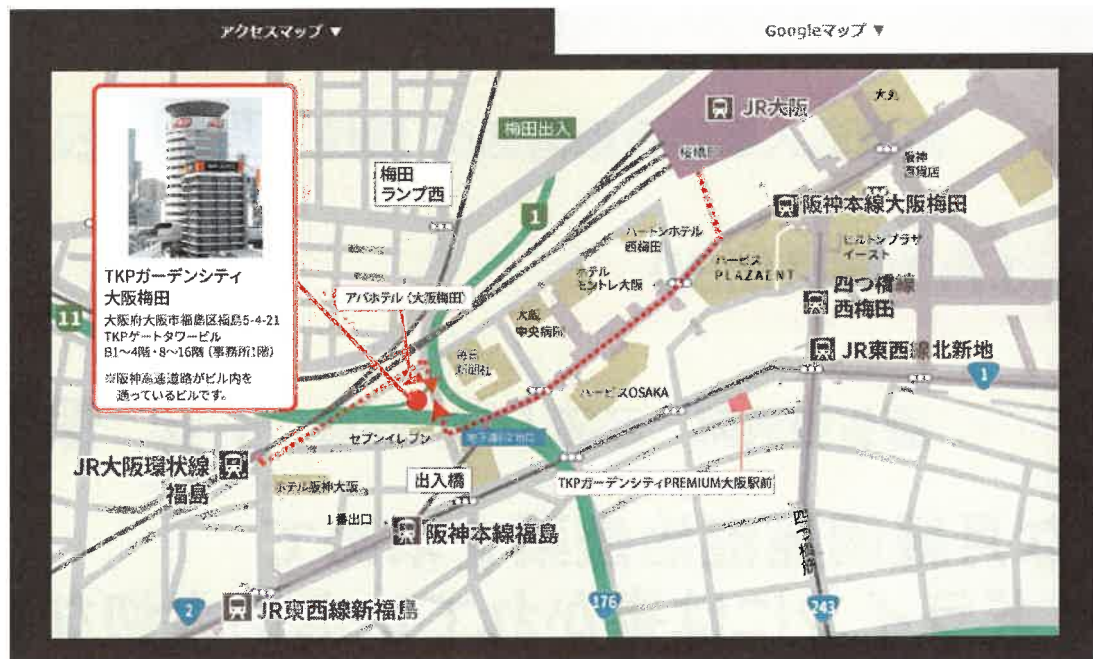 アクセスマップ ▼
Googleマップ ▼
TKPガーデンシティ
大阪梅田
大阪府大阪市福島区福島5-4-21
TKPゲートタワービル
B1〜4階・8〜16階(事務所1階)
※阪神高速道路がビル内を
通っているビルです。
梅田出入
梅田
ランプ西
1
11
アパホテル(大阪梅田)
JR大阪
桜橋口
大丸
阪神
百貨店
阪神本線大阪梅田
ハートンホテル
西梅田
ハービス
PLAZAENT
ヒルトンプラザ
イースト
ホテル
モントレ大阪
四つ橋線
西梅田
大阪
中央病院
JR東西線北新地
1
ハービスOSAKA
セブンイレブン
JR大阪環状線
福島
ホテル阪神大阪
出入橋
TKPガーデンシティPREMIUM大阪駅前
1番出口
阪神本線福島
四つ橋筋
2
JR東西線新福島
176
243